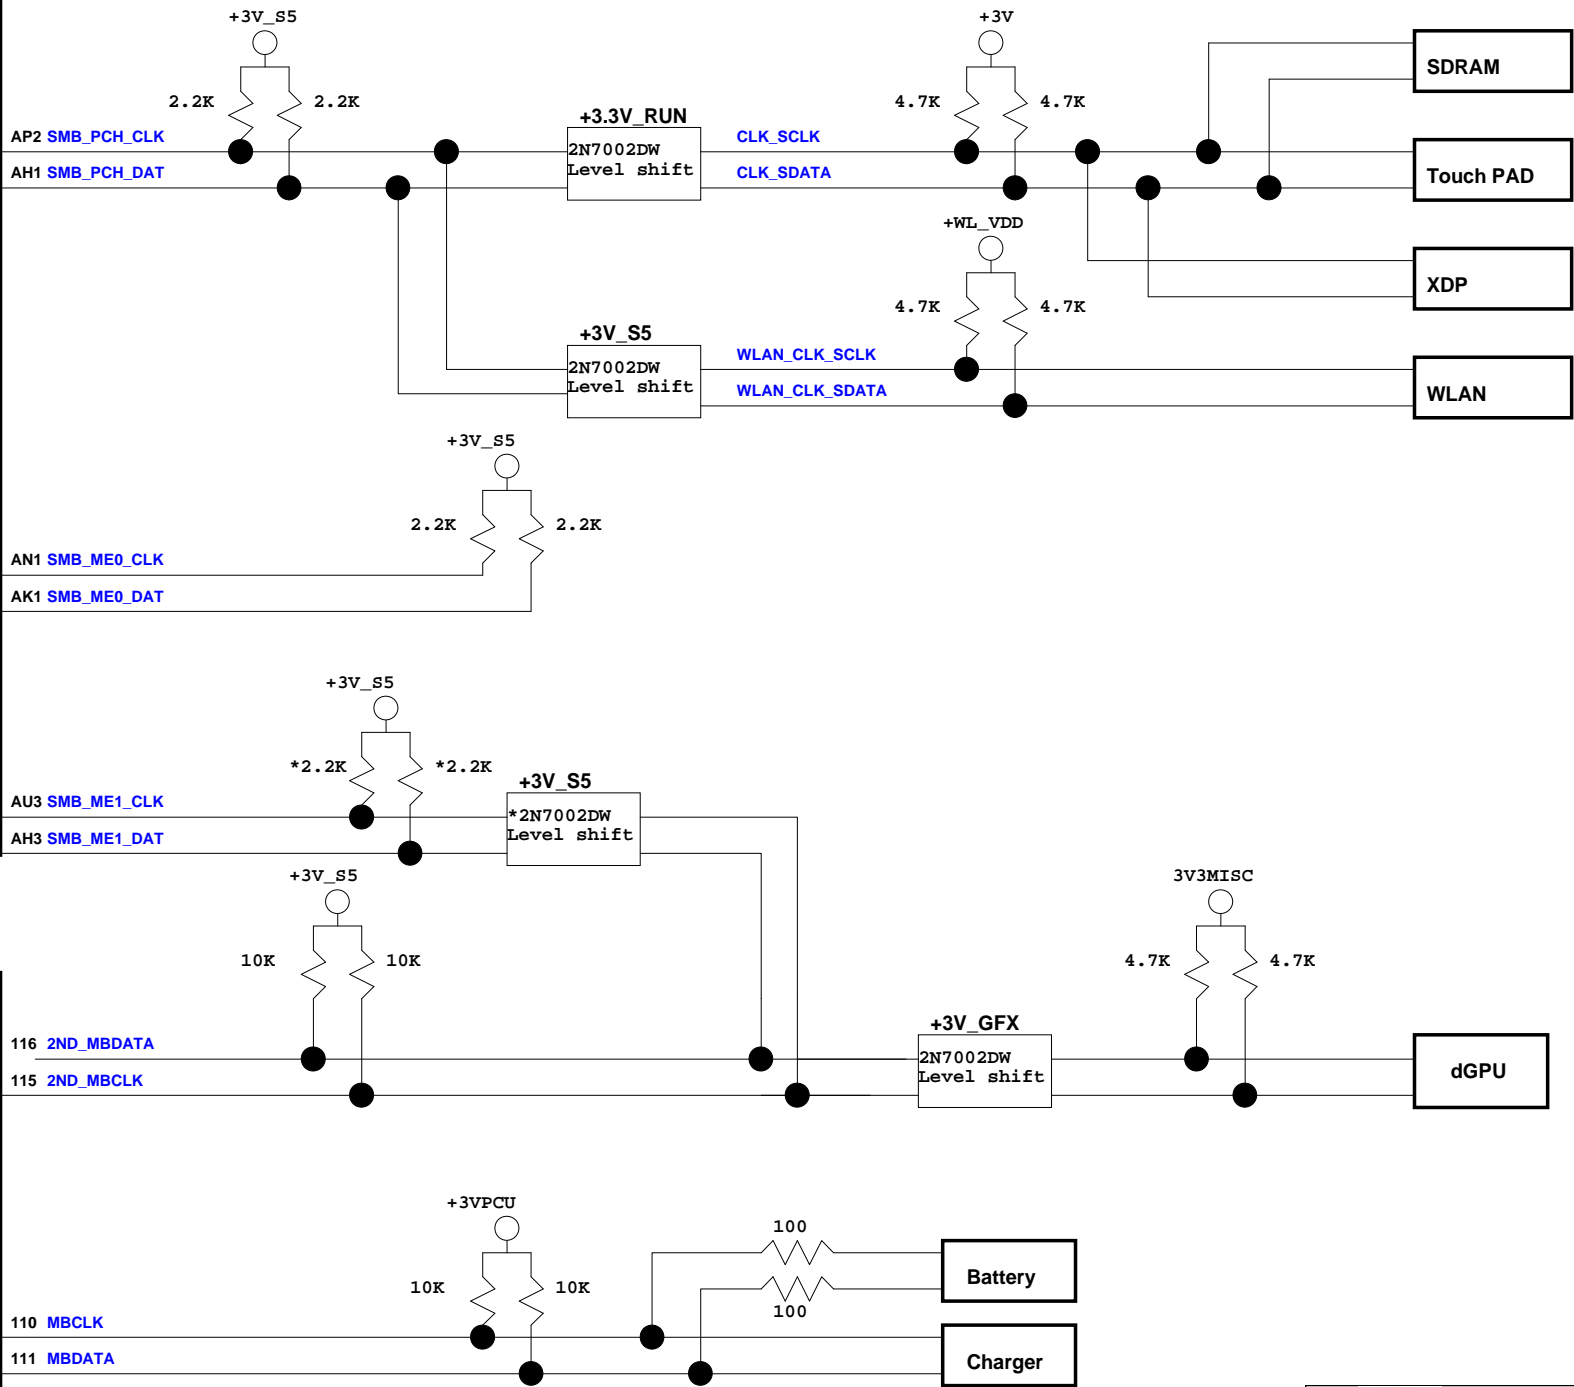 +3V_S5
+3V
SDRAM
2.2K
2.2K
4.7K
4.7K
+3.3V_RUN
AP2 SMB_PCH_CLK
2N7002DW
Level shift
CLK_SCLK
AH1 SMB_PCH_DAT
CLK_SDATA
Touch PAD
+WL_VDD
XDP
4.7K
4.7K
+3V_S5
WLAN_CLK_SCLK
2N7002DW
Level shift
WLAN_CLK_SDATA
WLAN
+3V_S5
2.2K
2.2K
AN1 SMB_ME0_CLK
AK1 SMB_ME0_DAT
+3V_S5
*2.2K
*2.2K
+3V_S5
AU3 SMB_ME1_CLK
*2N7002DW
Level shift
AH3 SMB_ME1_DAT
+3V_S5
3V3MISC
10K
10K
4.7K
4.7K
+3V_GFX
116 2ND_MBDATA
2N7002DW
Level shift
dGPU
115 2ND_MBCLK
+3VPCU
100
10K
10K
Battery
100
110 MBCLK
111 MBDATA
Charger